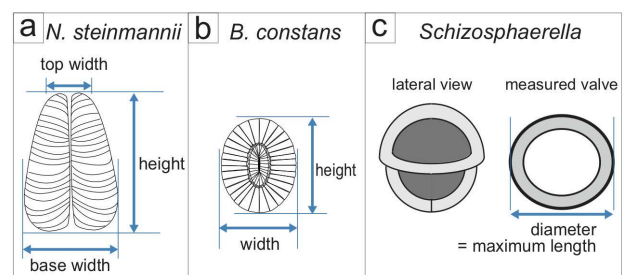 a N. steinmannii
top width
height
base width
b B. constans
height
width
c Schizosphaerella
lateral view
measured valve
diameter
= maximum length